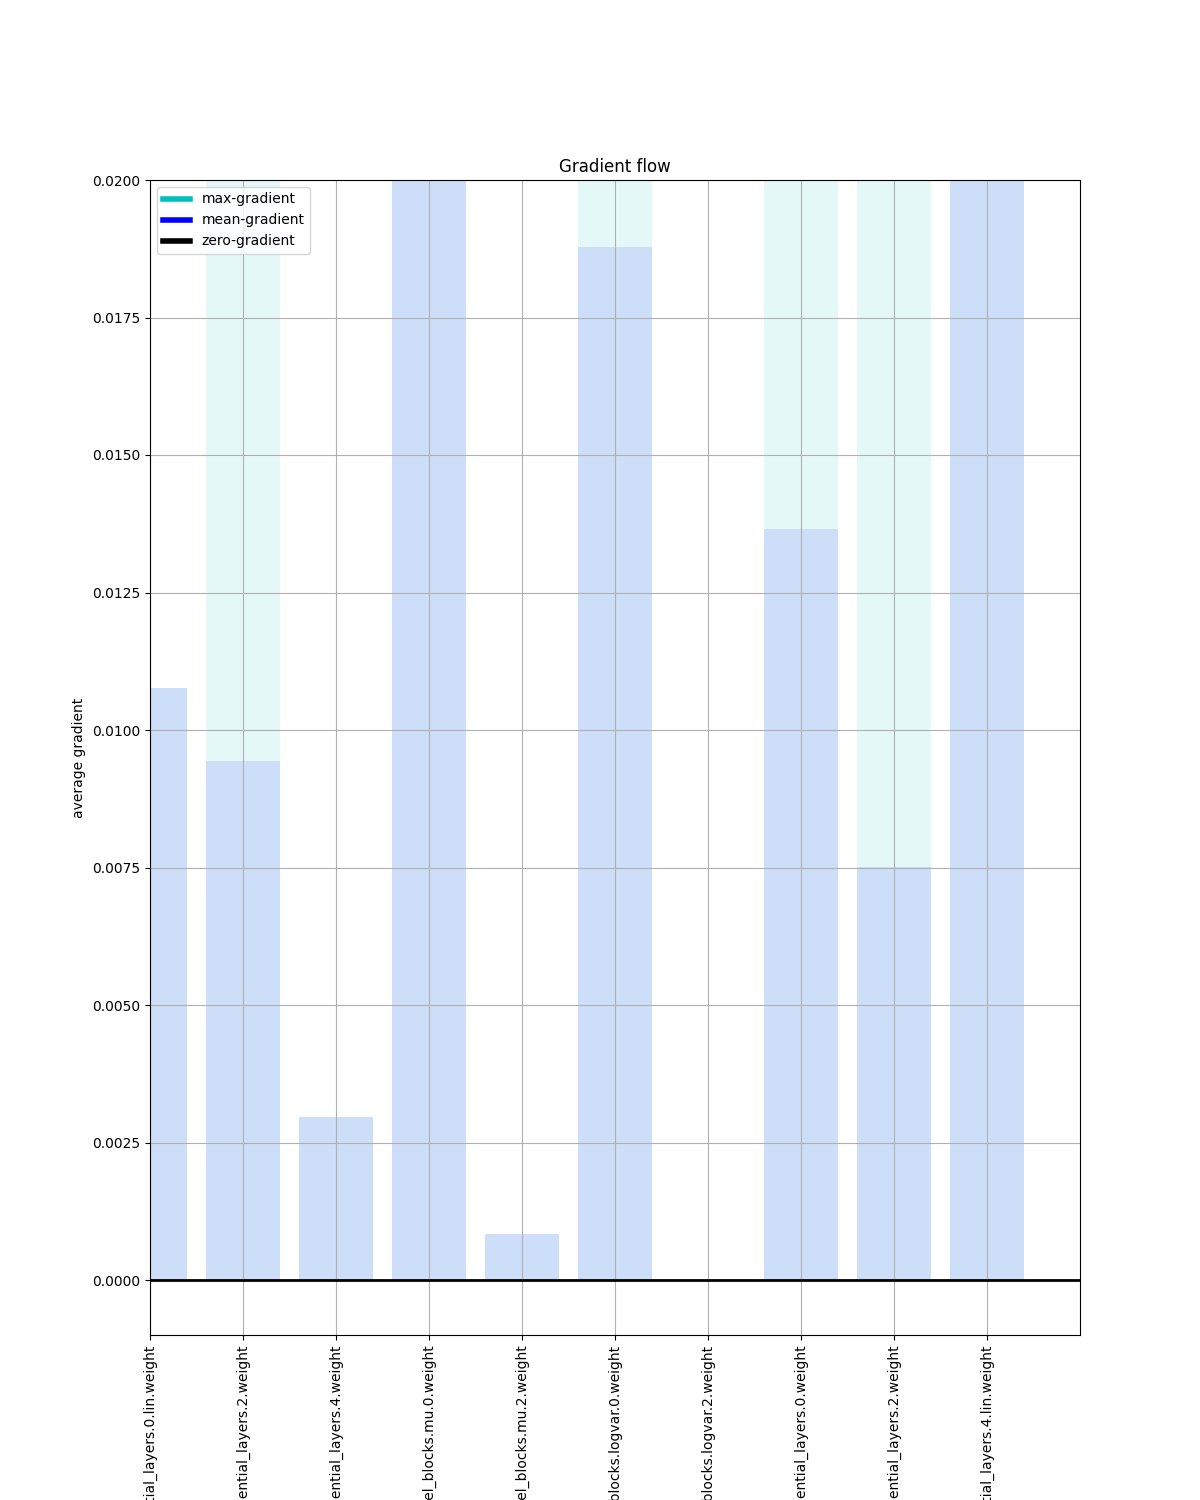 Gradient flow
max-gradient
mean-gradient
zero-gradient
0.0200
0.0175
0.0150
0.0125
0.0100
0.0075
0.0050
0.0025
0.0000
average gradient
tial_layers.0.lin.weight
ential_layers.2.weight
ential_layers.4.weight
el_blocks.mu.0.weight
el_blocks.mu.2.weight
blocks.logvar.0.weight
blocks.logvar.2.weight
ential_layers.0.weight
ential_layers.2.weight
tial_layers.4.lin.weight